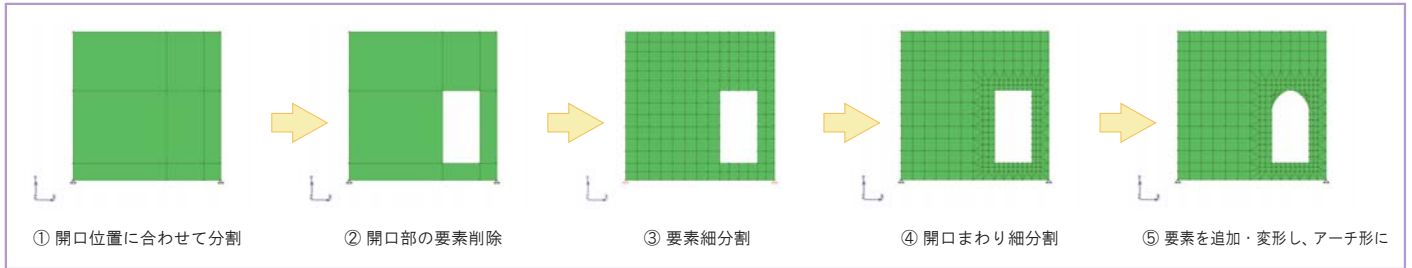 ① 開口位置に合わせて分割
② 開口部の要素削除
③ 要素細分割
④ 開口まわり細分割
⑤ 要素を追加・変形し、アーチ形に